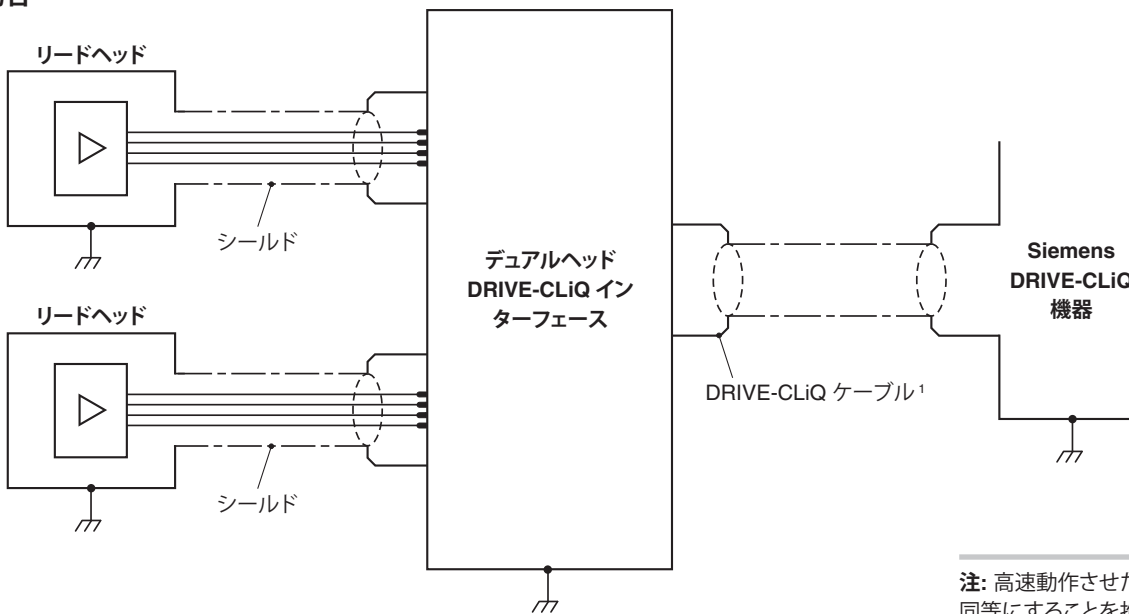 リードヘッド
シールド
リードヘッド
シールド
デュアルヘッド
DRIVE-CLiQ イン
ターフェース
DRIVE-CLiQ ケーブル¹
Siemens
DRIVE-CLiQ
機器
注: 高速動作させ
同等にすることを